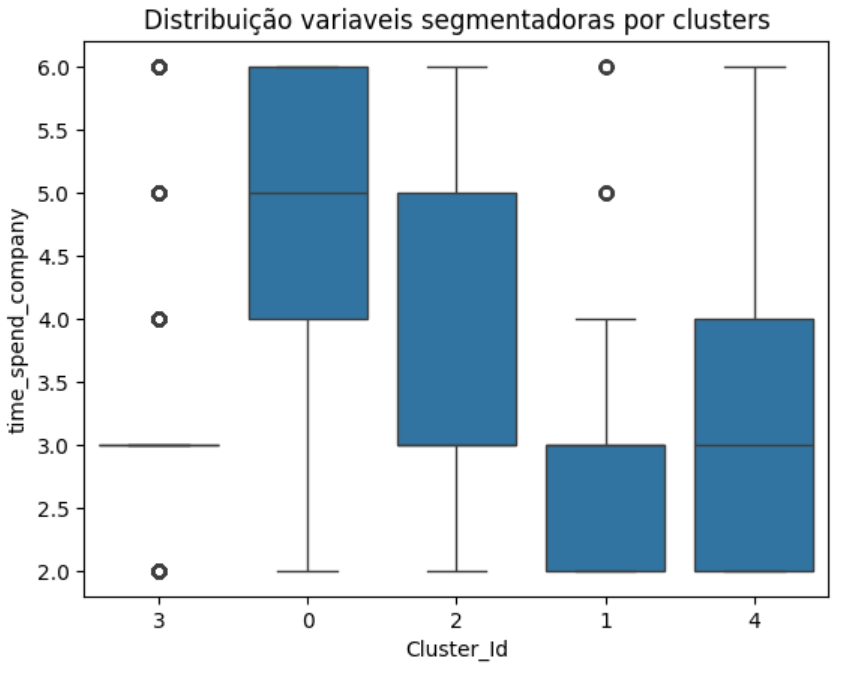 Distribuição variaveis segmentadoras por clusters
time_spend_company
6.0
5.5
5.0
4.5
4.0
3.5
3.0
2.5
2.0
3 0 2 1 4
Cluster_Id